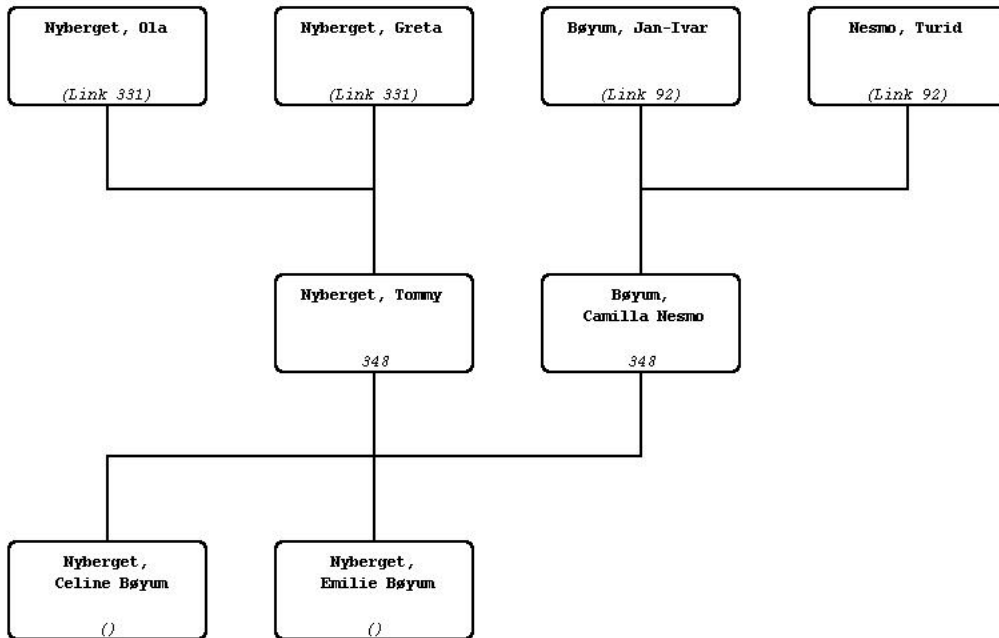 Nyberget, Ola
(Link 331)
Nyberget, Greta
(Link 331)
Bøyum, Jan-Ivar
(Link 92)
Nesmo, Turid
(Link 92)
Nyberget, Tommy
348
Bøyum,
Camilla Nesmo
348
Nyberget,
Celine Bøyum
()
Nyberget,
Emilie Bøyum
()